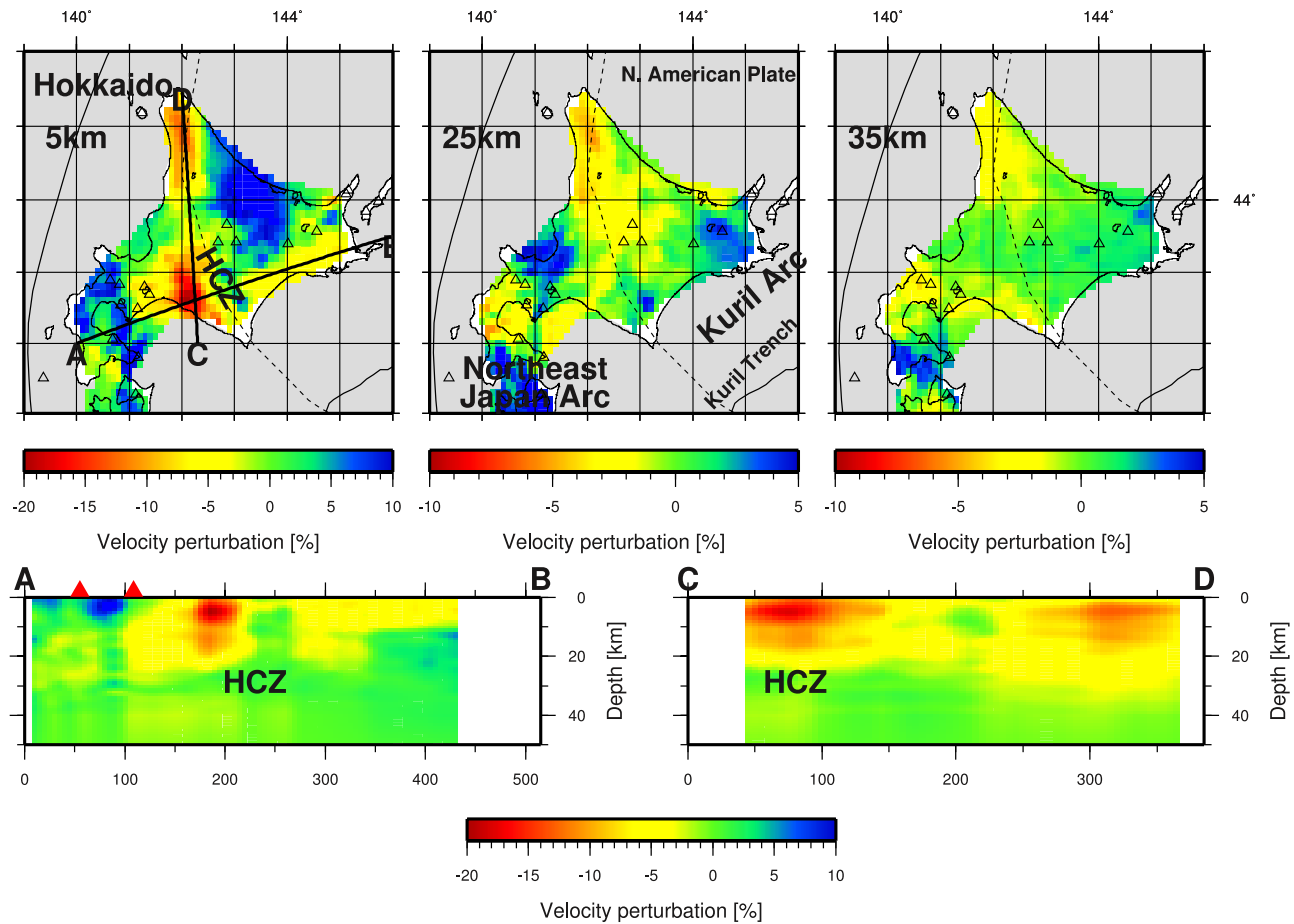 140˚ 144˚ 140˚ 144˚ 140˚ 144˚
Hokkaido
D
5km
HCZ
A
C
B
N. American Plate
25km
Kuril Arc
Kuril Trench
Northeast
Japan Arc
35km
44˚
-20 -15 -10 -5 0 5 10
Velocity perturbation [%]
-10 -5 0 5
Velocity perturbation [%]
-10 -5 0 5
Velocity perturbation [%]
A
B
HCZ
0
20
40
Depth [km]
0 100 200 300 400 500
C
D
HCZ
0
20
40
Depth [km]
0 100 200 300
-20 -15 -10 -5 0 5 10
Velocity perturbation [%]